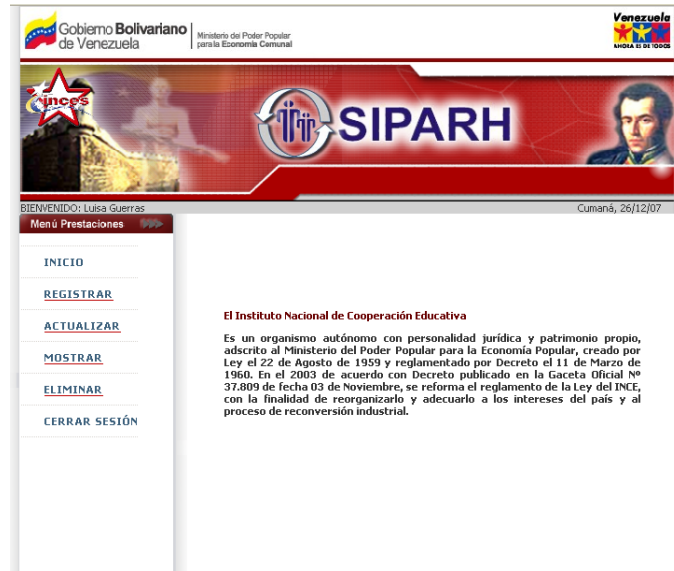 Gobierno Bolivariano
de Venezuela
Ministerio del Poder Popular
para la Economía Comunal
Venezuela
AHORA ES DE TODOS
inces
SIPARH
BIENVENIDO: Luisa Guerras
Cumaná, 26/12/07
Menú Prestaciones
INICIO
REGISTRAR
ACTUALIZAR
MOSTRAR
ELIMINAR
CERRAR SESIÓN
El Instituto Nacional de Cooperación Educativa
Es un organismo autónomo con personalidad jurídica y patrimonio propio,
adscrito al Ministerio del Poder Popular para la Economía Popular, creado por
Ley el 22 de Agosto de 1959 y reglamentado por Decreto el 11 de Marzo de
1960. En el 2003 de acuerdo con Decreto publicado en la Gaceta Oficial Nº
37.809 de fecha 03 de Noviembre, se reforma el reglamento de la Ley del INCE,
con la finalidad de reorganizarlo y adecuarlo a los intereses del país y al
proceso de reconversión industrial.